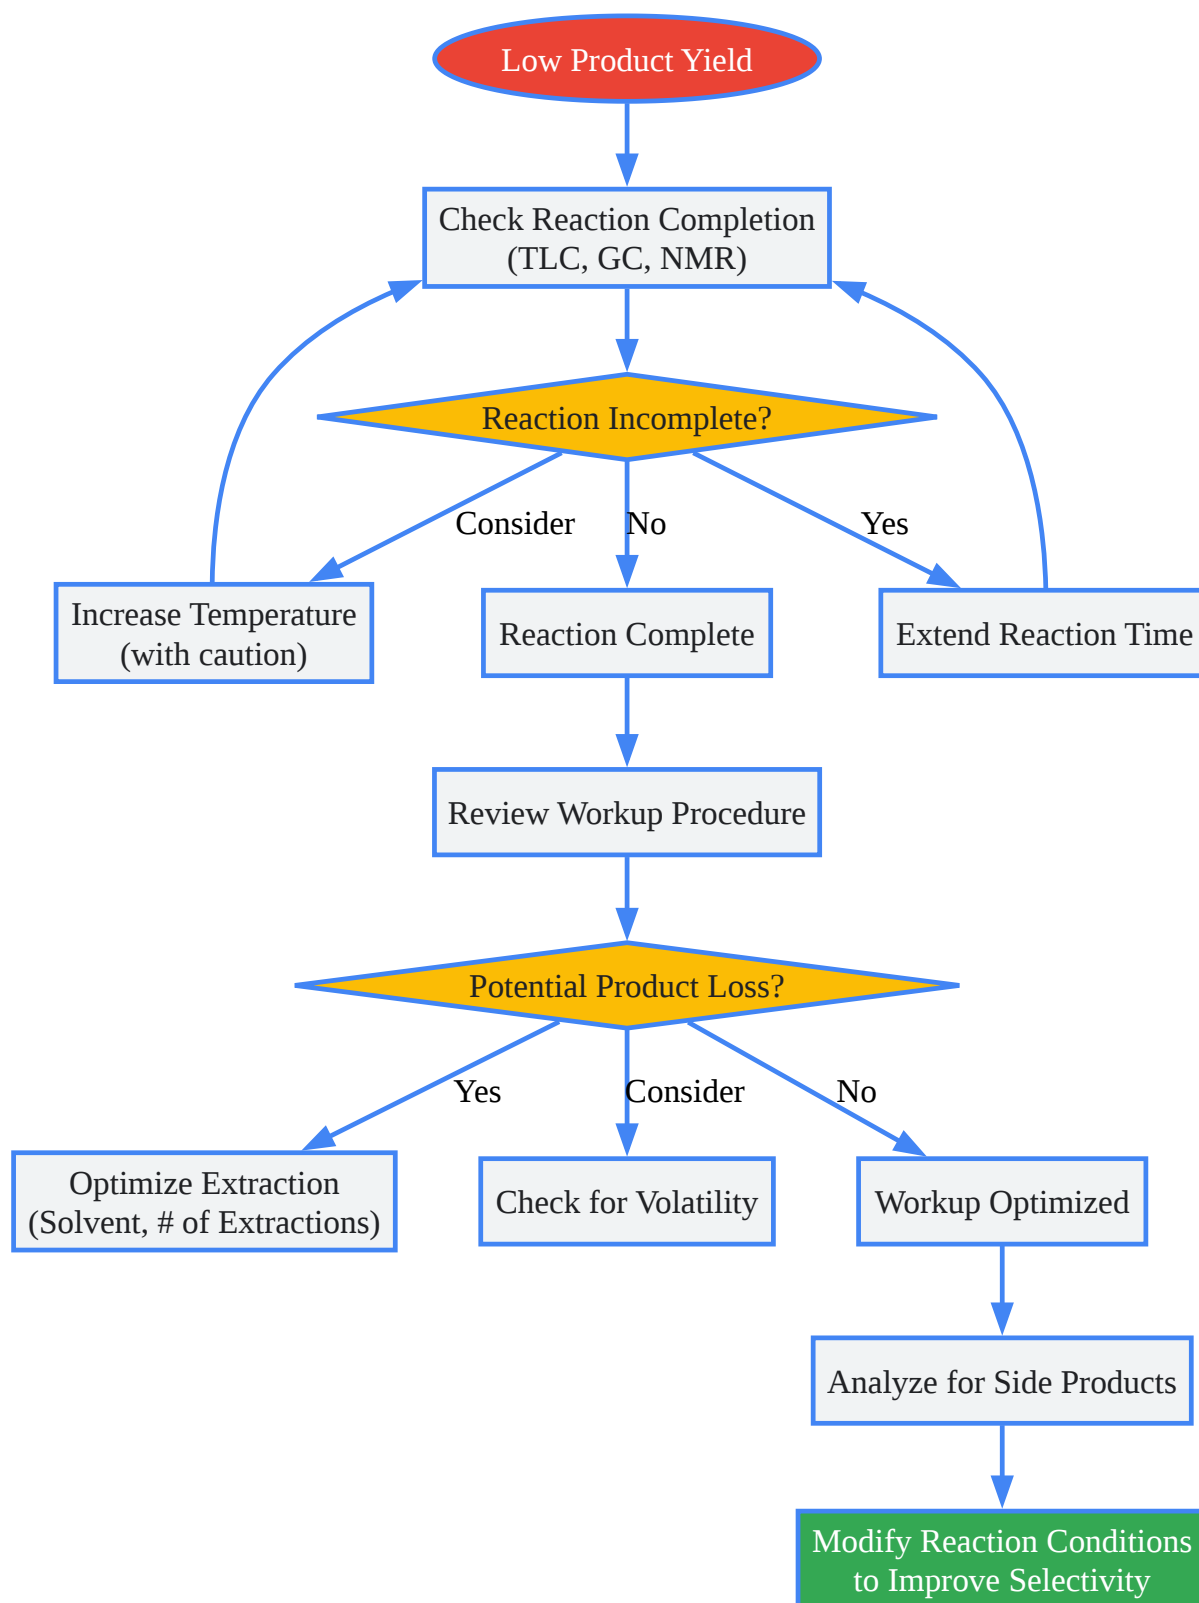 Low Product Yield
Check Reaction Completion
(TLC, GC, NMR)
Reaction Incomplete?
Consider
No
Yes
Increase Temperature
(with caution)
Reaction Complete
Extend Reaction Time
Review Workup Procedure
Potential Product Loss?
Yes
Consider
No
Optimize Extraction
(Solvent, # of Extractions)
Check for Volatility
Workup Optimized
Analyze for Side Products
Modify Reaction Conditions
to Improve Selectivity